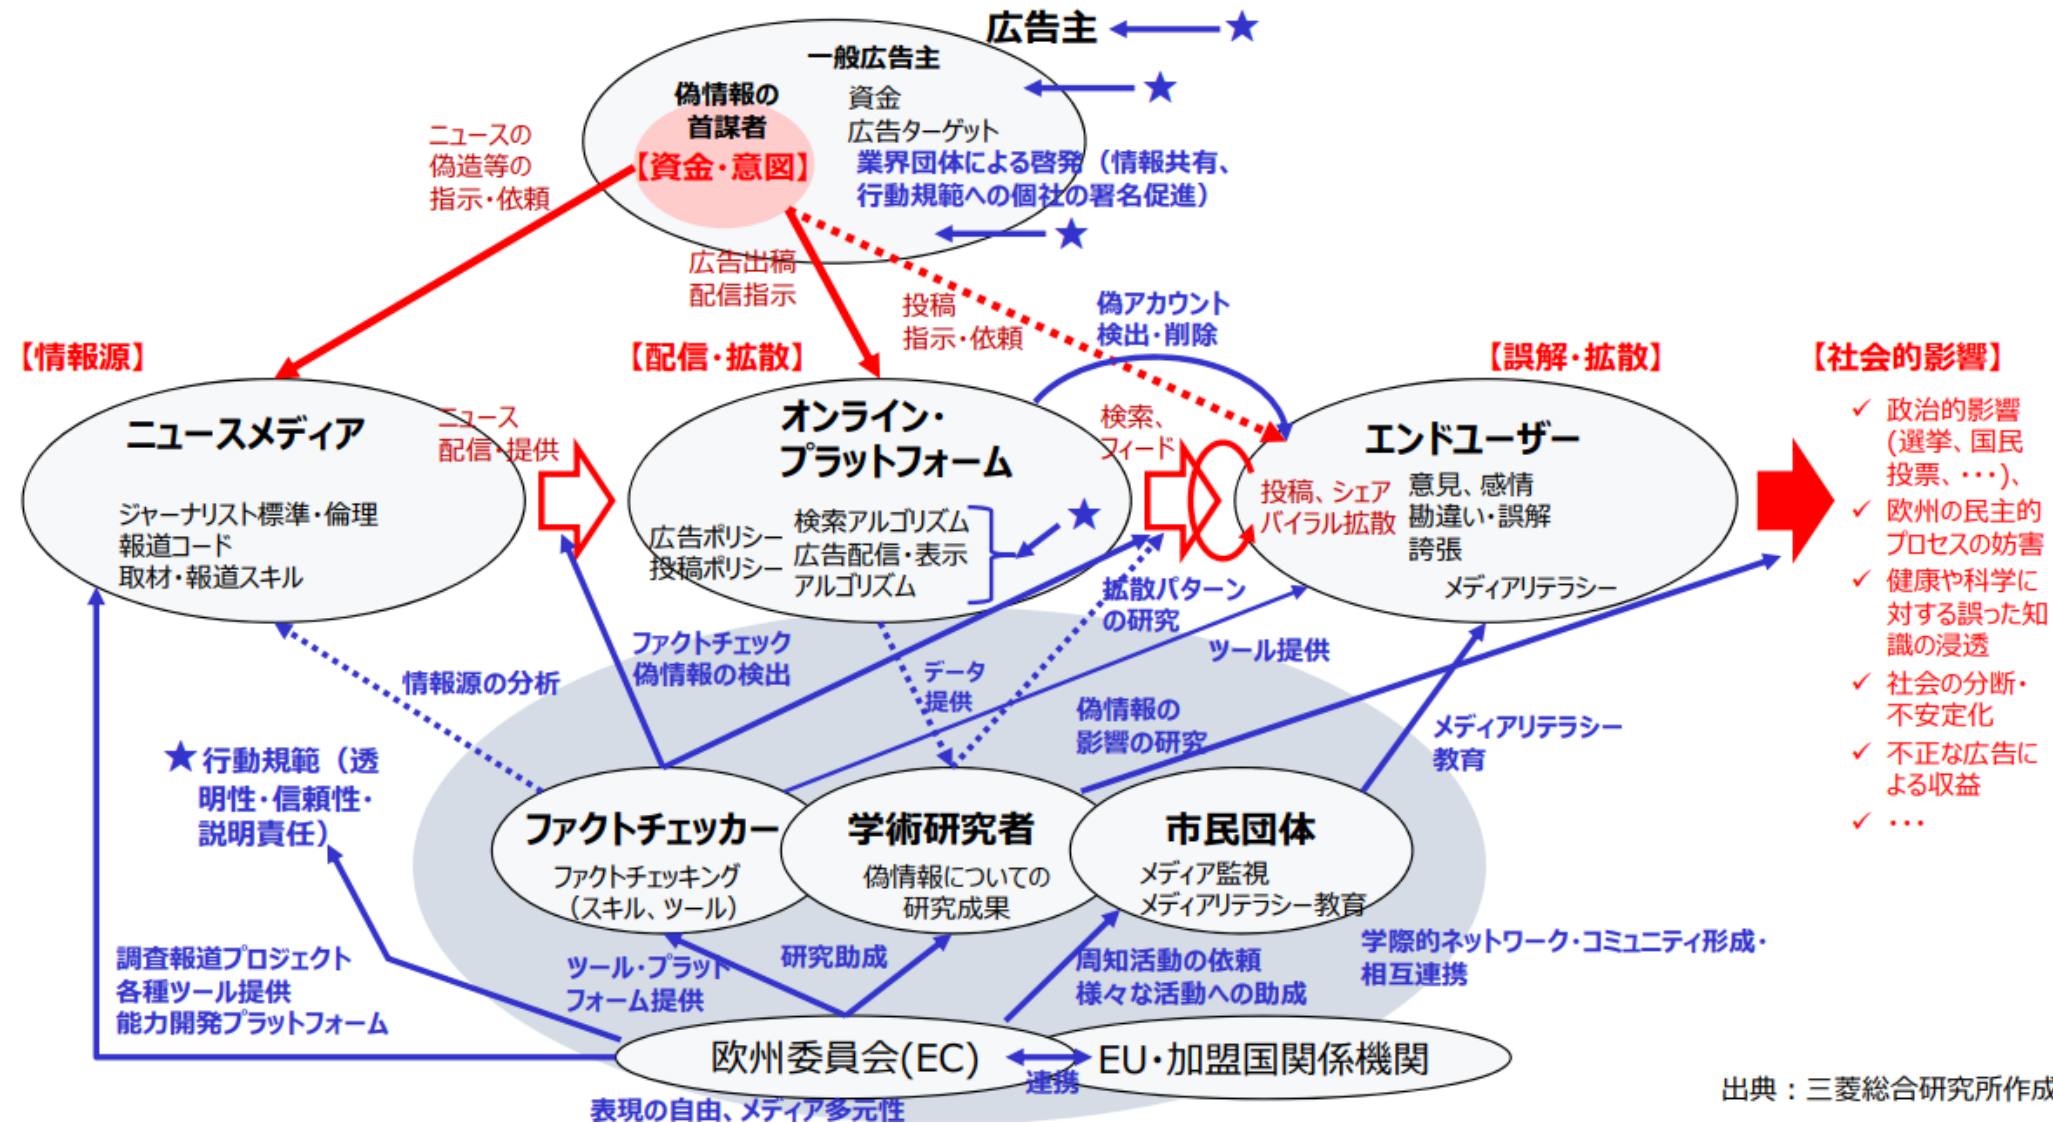 広告主
一般広告主
偽情報の
首謀者
【資金・意図】
資金
広告ターゲット
業界団体による啓発（情報共有、
行動規範への個社の署名促進）
ニュースの
偽造等の
指示・依頼
広告出稿
配信指示
投稿
指示・依頼
偽アカウント
検出・削除
【情報源】
【配信・拡散】
【誤解・拡散】
【社会的影響】
ニュースメディア
ジャーナリスト標準・倫理
報道コード
取材・報道スキル
ニュース
配信・提供
オンライン・
プラットフォーム
広告ポリシー
投稿ポリシー
検索アルゴリズム
広告配信・表示
アルゴリズム
検索、
フィード
エンドユーザー
投稿、シェア
バイラル拡散
意見、感情
勘違い・誤解
誇張
メディアリテラシー
✓ 政治的影響
(選挙、国民
投票、・・・)、
✓ 欧州の民主的
プロセスの妨害
✓ 健康や科学に
対する誤った知
識の浸透
✓ 社会の分断・
不安定化
✓ 不正な広告に
よる収益
✓ ・・・
情報源の分析
ファクトチェック
偽情報の検出
データ
提供
拡散パターン
の研究
ツール提供
偽情報の
影響の研究
メディアリテラシー
教育
★行動規範（透
明性・信頼性・
説明責任）
ファクトチェッカー
ファクトチェッキング
（スキル、ツール）
学術研究者
偽情報についての
研究成果
市民団体
メディア監視
メディアリテラシー教育
調査報道プロジェクト
各種ツール提供
能力開発プラットフォーム
ツール・プラット
フォーム提供
研究助成
周知活動の依頼
様々な活動への助成
学際的ネットワーク・コミュニティ形成・
相互連携
欧州委員会(EC)
連携
EU・加盟国関係機関
表現の自由、メディア多元性
出典：三菱総合研究所作成